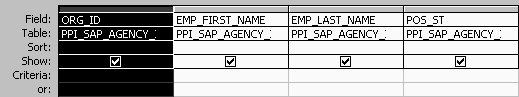 Field: ORG_ID EMP_FIRST_NAME EMP_LAST_NAME POS_ST
Table: PPI_SAP_AGENCY_ PPI_SAP_AGENCY_ PPI_SAP_AGENCY_ PPI_SAP_AGENCY_
Sort:
Show:
Criteria:
or: